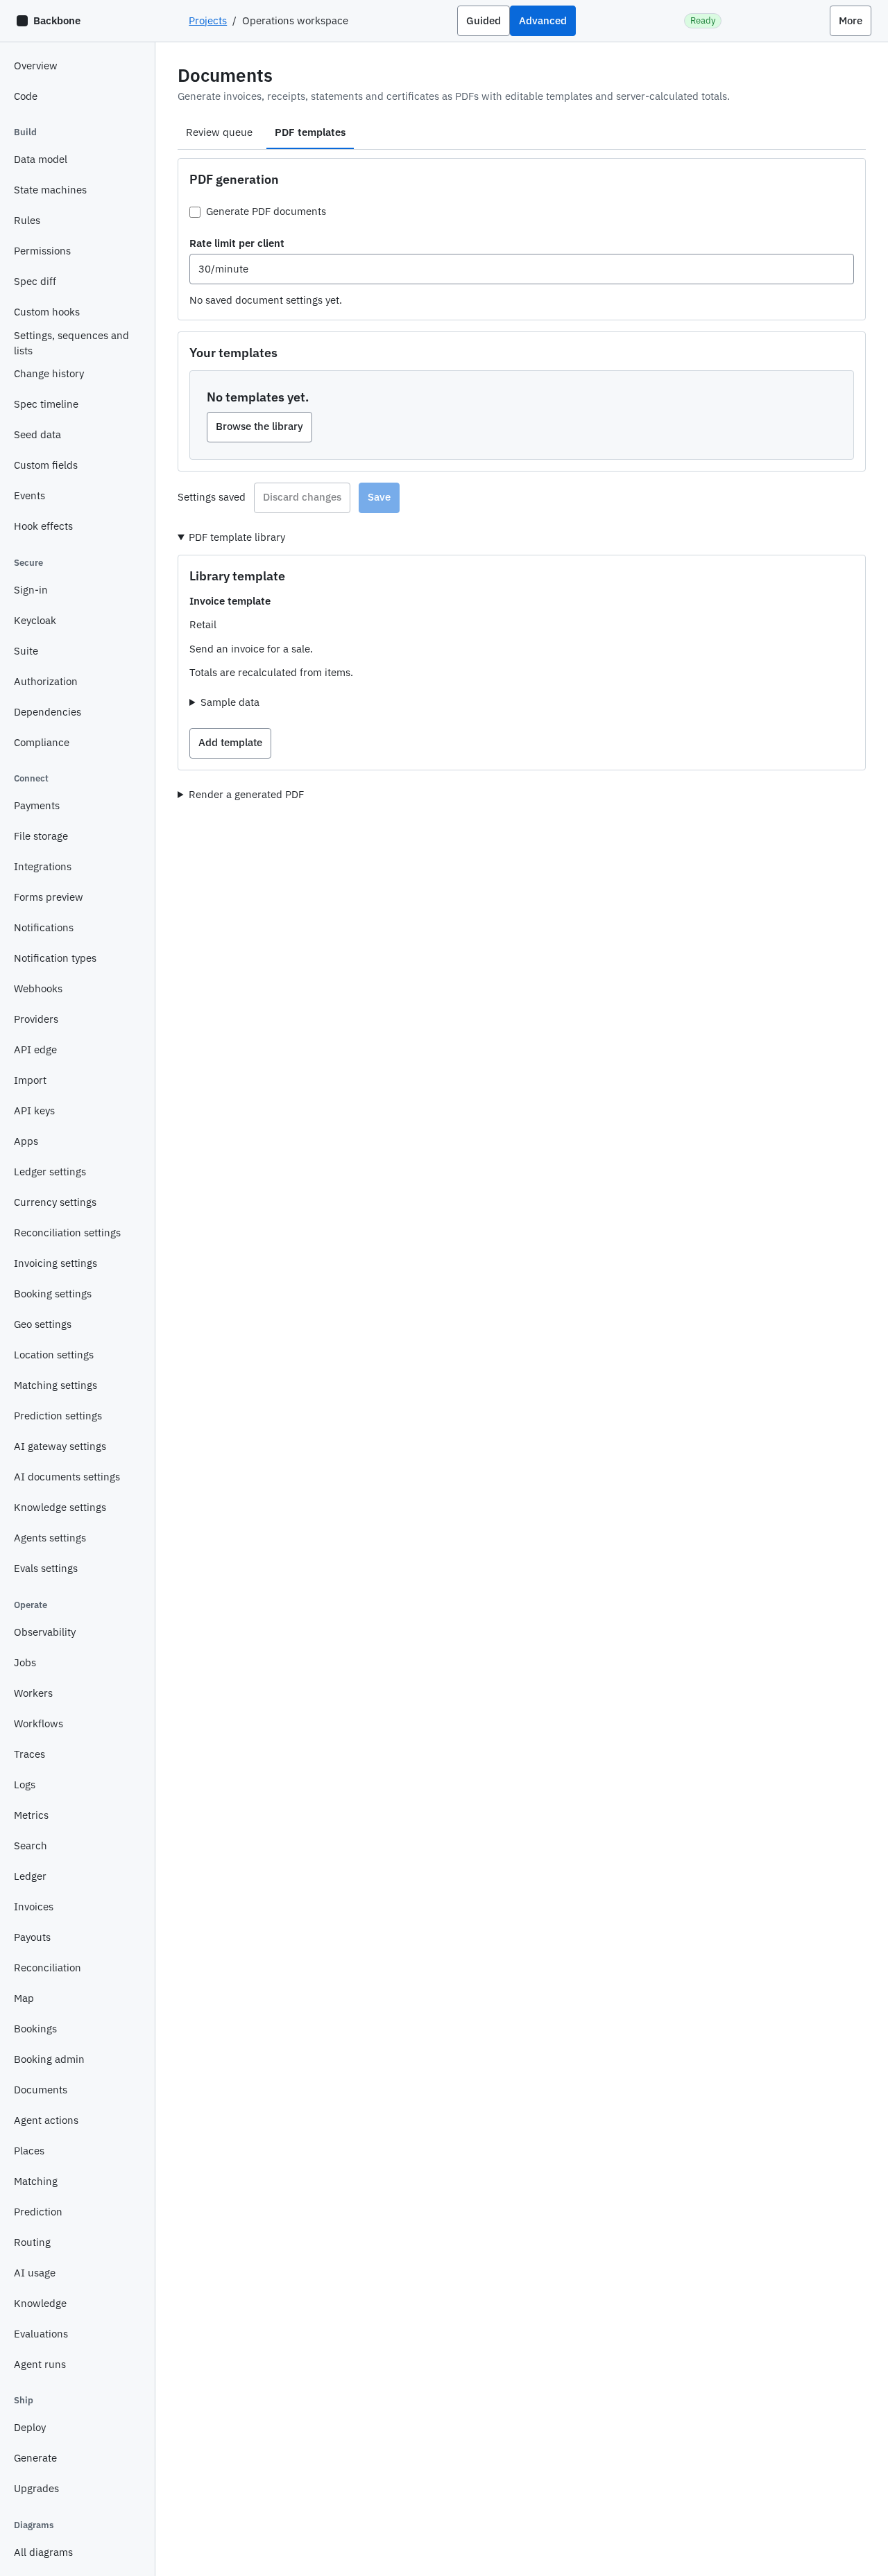 Backbone
Projects / Operations workspace
Guided
Advanced
Ready
More
Overview
Code
Build
Data model
State machines
Rules
Permissions
Spec diff
Custom hooks
Settings, sequences and
lists
Change history
Spec timeline
Seed data
Custom fields
Events
Hook effects
Secure
Sign-in
Keycloak
Suite
Authorization
Dependencies
Compliance
Connect
Payments
File storage
Integrations
Forms preview
Notifications
Notification types
Webhooks
Providers
API edge
Import
API keys
Apps
Ledger settings
Currency settings
Reconciliation settings
Invoicing settings
Booking settings
Geo settings
Location settings
Matching settings
Prediction settings
AI gateway settings
AI documents settings
Knowledge settings
Agents settings
Evals settings
Operate
Observability
Jobs
Workers
Workflows
Traces
Logs
Metrics
Search
Ledger
Invoices
Payouts
Reconciliation
Map
Bookings
Booking admin
Documents
Agent actions
Places
Matching
Prediction
Routing
AI usage
Knowledge
Evaluations
Agent runs
Ship
Deploy
Generate
Upgrades
Diagrams
All diagrams
Documents
Generate invoices, receipts, statements and certificates as PDFs with editable templates and server-calculated totals.
Review queue
PDF templates
PDF generation
Generate PDF documents
Rate limit per client
30/minute
No saved document settings yet.
Your templates
No templates yet.
Browse the library
Settings saved
Discard changes
Save
PDF template library
Library template
Invoice template
Retail
Send an invoice for a sale.
Totals are recalculated from items.
Sample data
Add template
Render a generated PDF